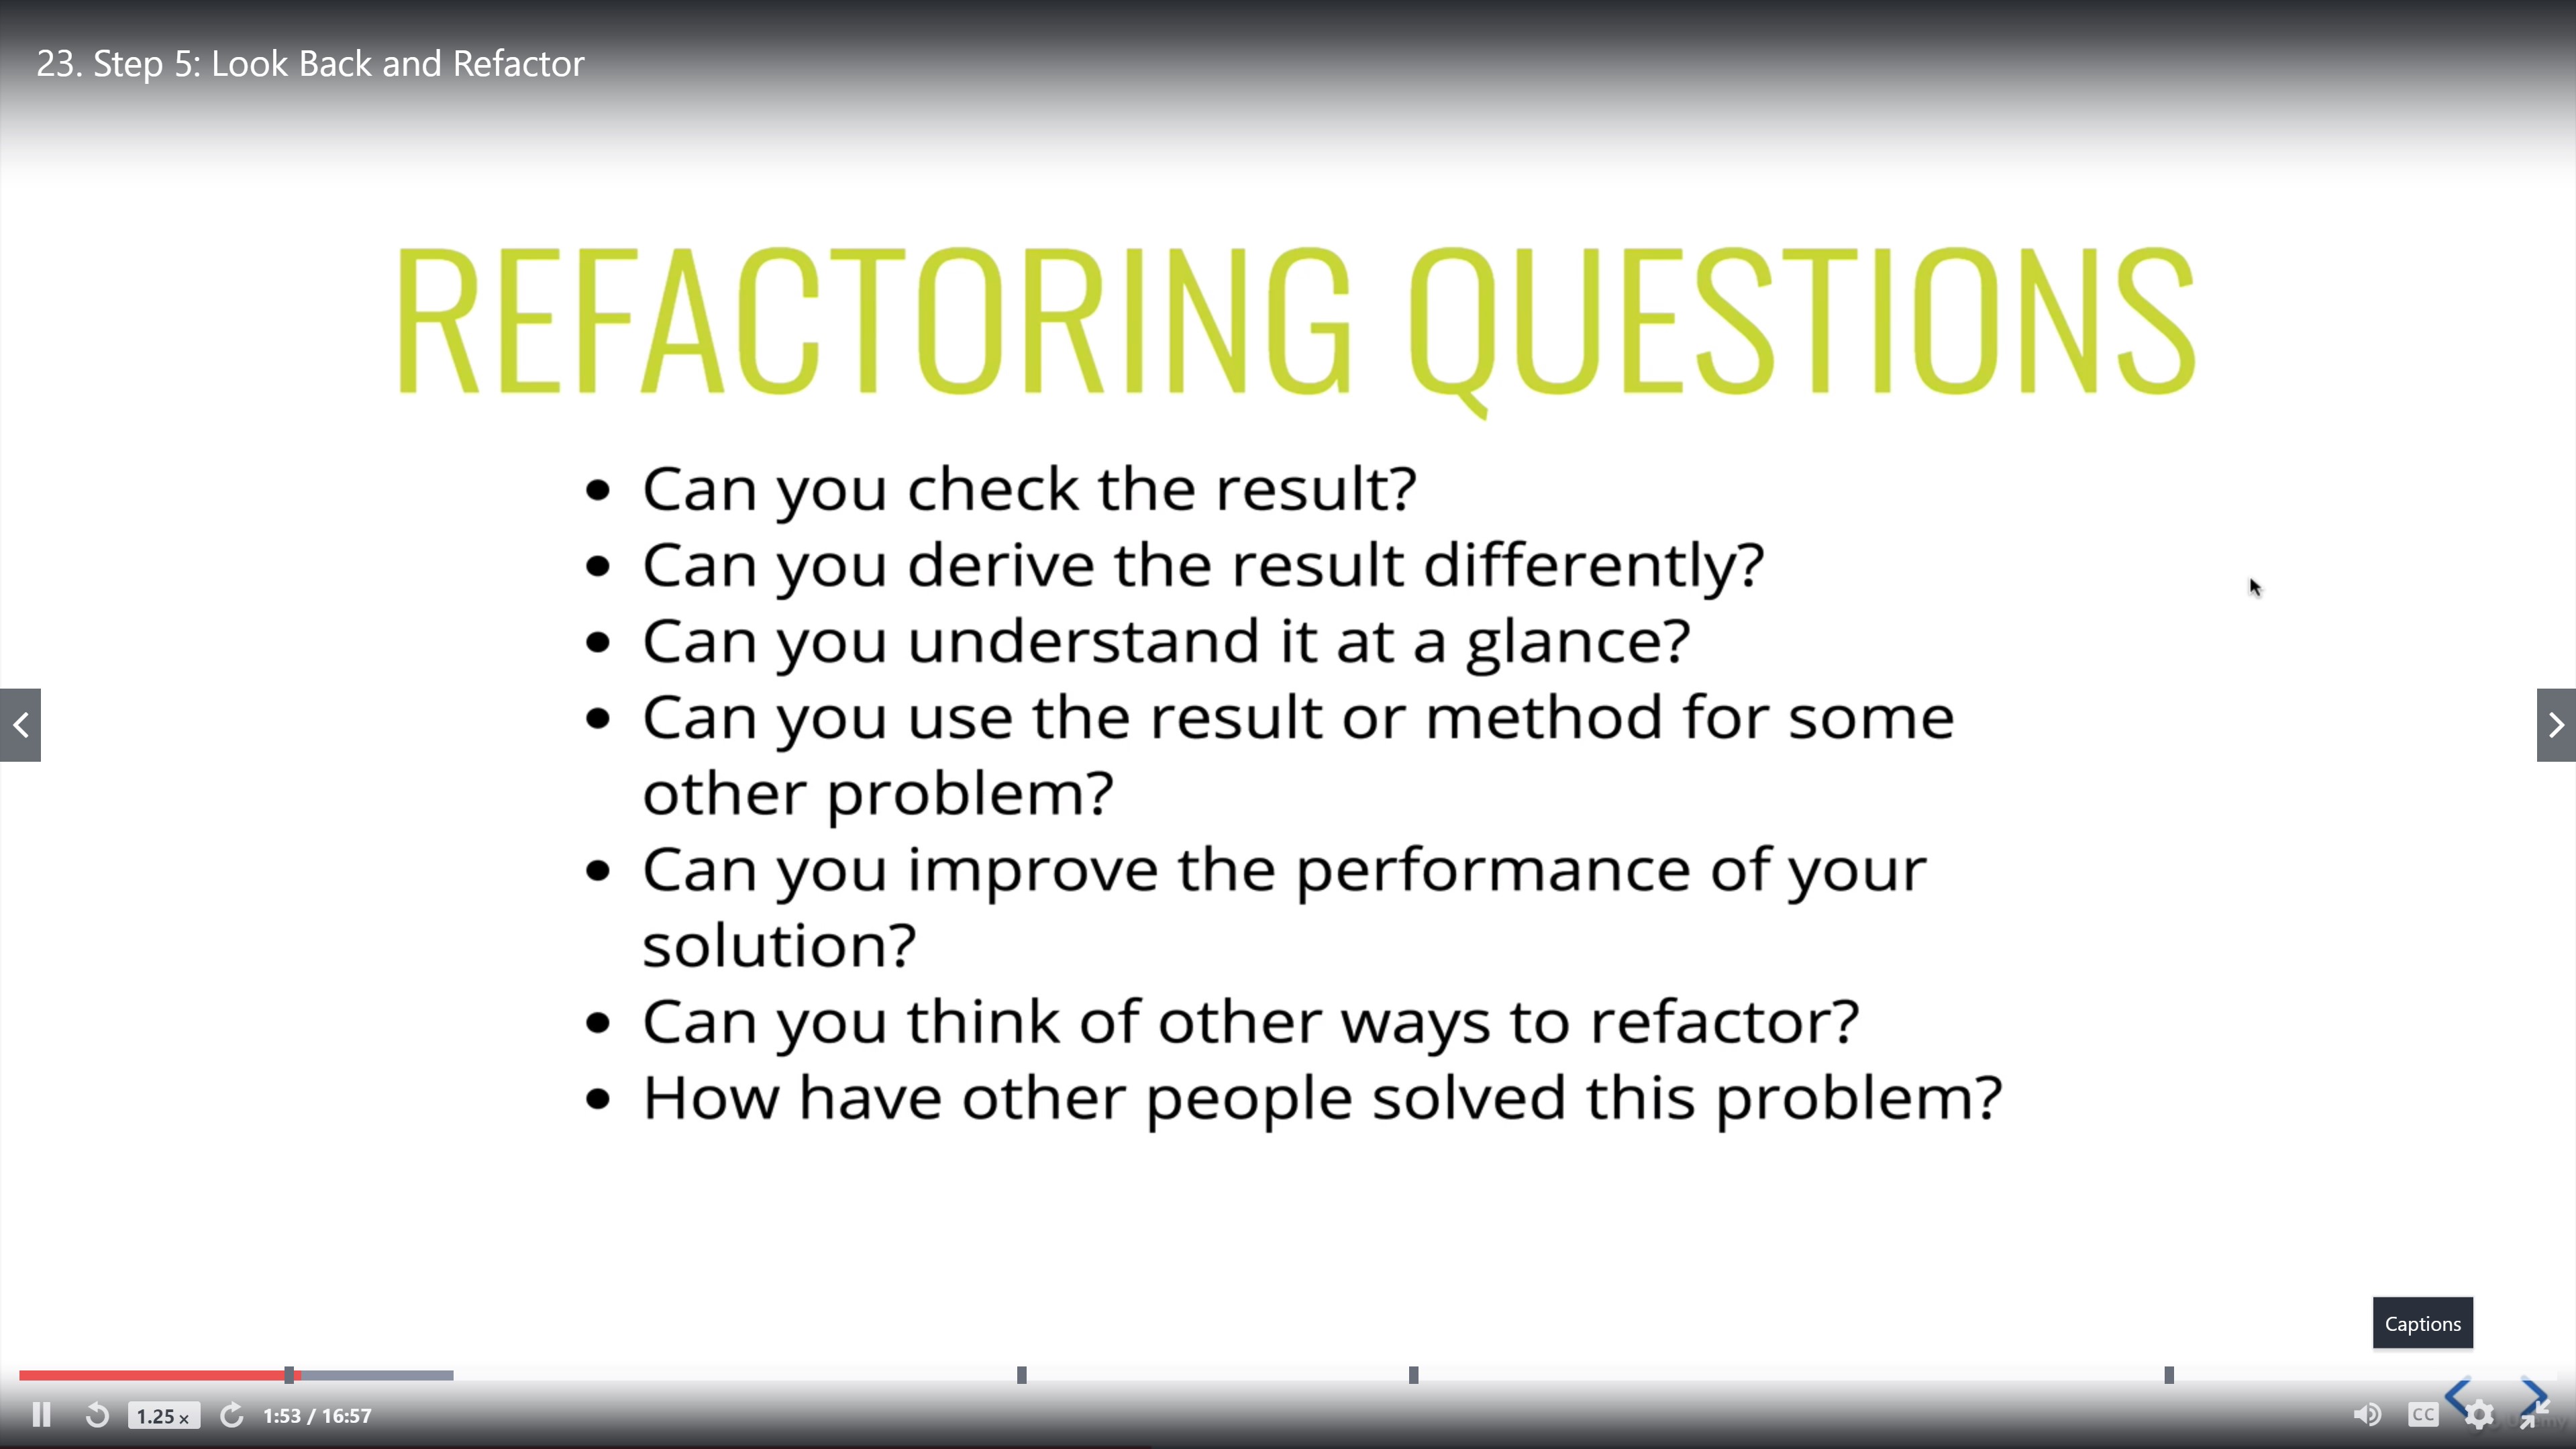 23. Step 5: Look Back and Refactor
REFACTORING QUESTIONS
• Can you check the result?
• Can you derive the result differently?
• Can you understand it at a glance?
• Can you use the result or method for some
other problem?
• Can you improve the performance of your
solution?
• Can you think of other ways to refactor?
• How have other people solved this problem?
Captions
1.25 x
1:53 / 16:57
CC